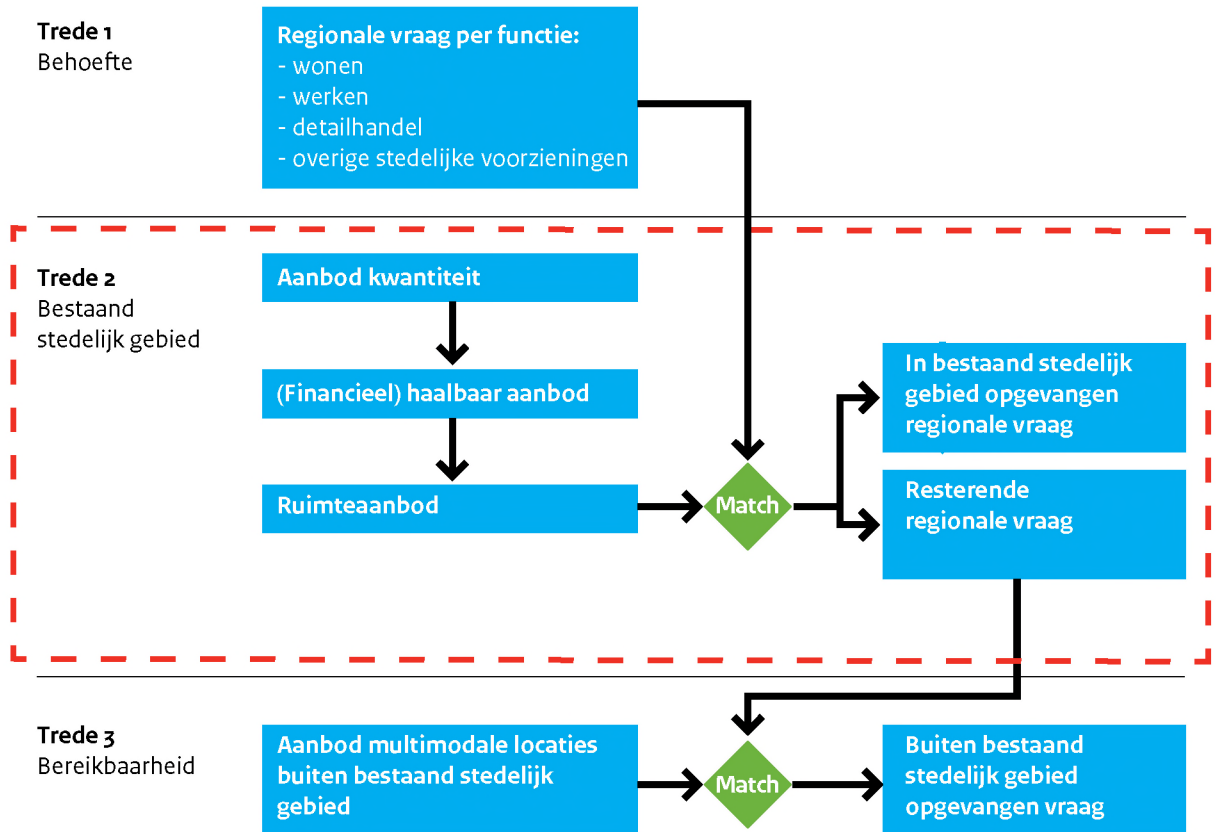 Trede 1
Behoefte
Regionale vraag per functie:
- wonen
- werken
- detailhandel
- overige stedelijke voorzieningen
Trede 2
Bestaand
stedelijk gebied
Aanbod kwantiteit
(Financieel) haalbaar aanbod
Ruimteaanbod
Match
In bestaand stedelijk
gebied opgevangen
regionale vraag
Resterende
regionale vraag
Trede 3
Bereikbaarheid
Aanbod multimodale locaties
buiten bestaand stedelijk
gebied
Match
Buiten bestaand
stedelijk gebied
opgevangen vraag